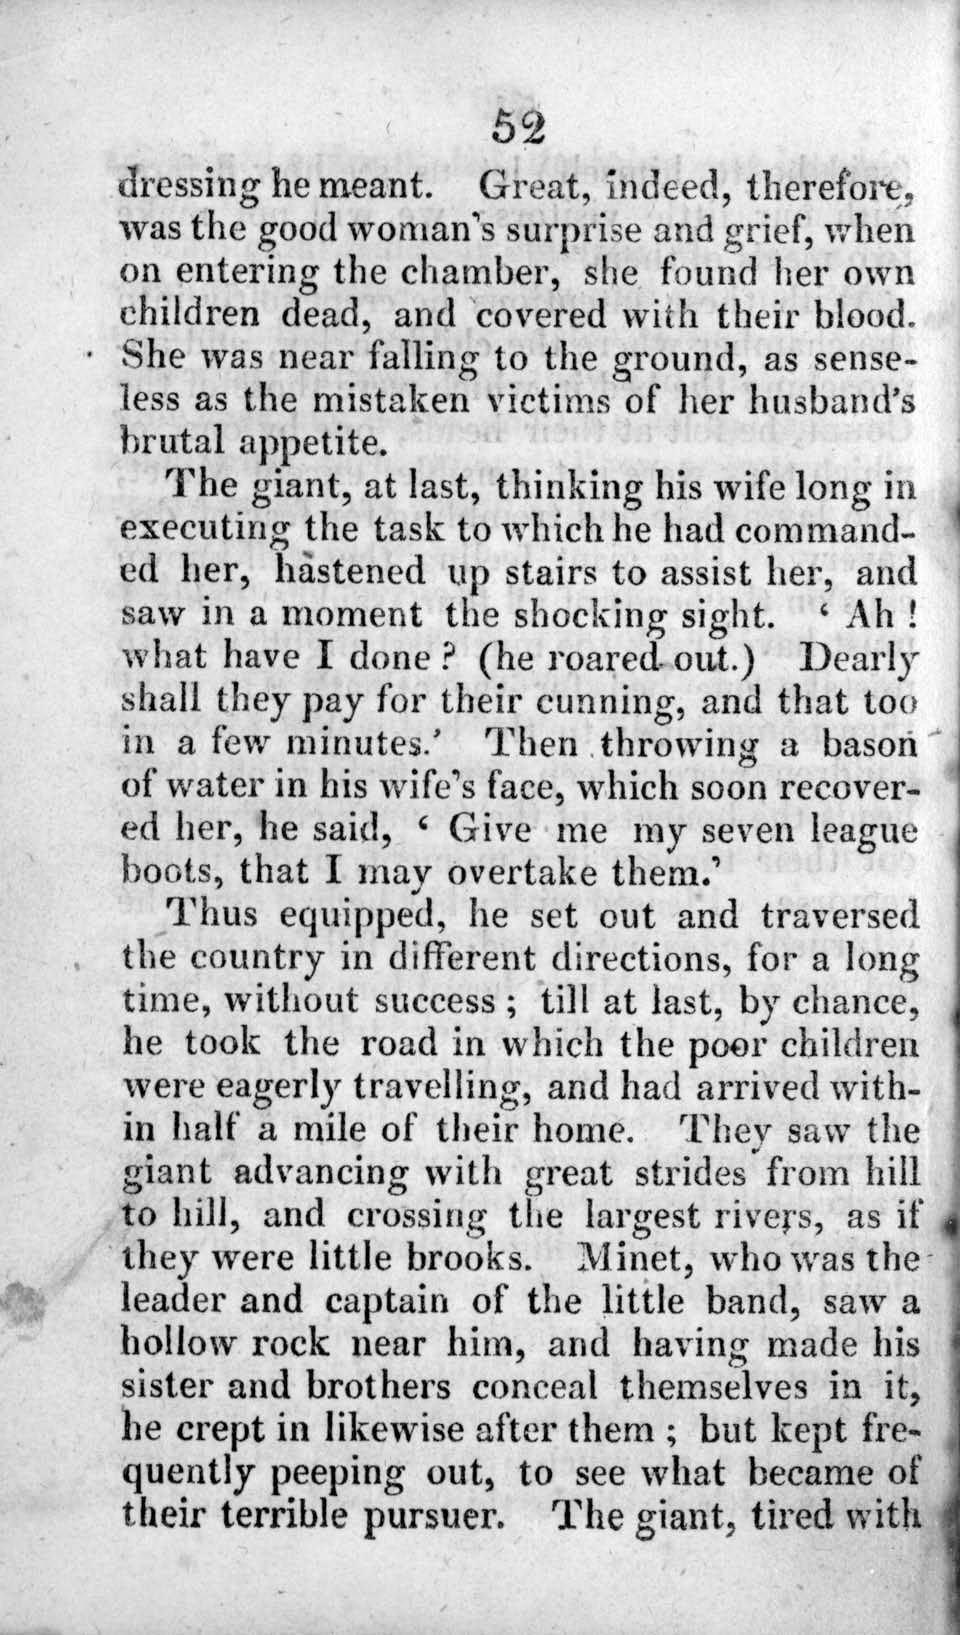 52
dressing he meant. Great, indeed, therefore,
was the good woman's surprise and grief, when
on entering the chamber, she found her own
children dead, and covered with their blood.
She was near falling to the ground, as sense-
less as the mistaken victims of her husband's
brutal appetite.
The giant, at last, thinking his wife long in
executing the task to which he had command-
ed her, hastened up stairs to assist her, and
saw in a moment the shocking sight. ‘ Ah !
what have I done ? (he roared out.) Dearly
shall they pay for their cunning, and that too
in a few minutes.’ Then throwing a bason
of water in his wife's face, which soon recover-
ed her, he said, ‘ Give me my seven league
boots, that I may overtake them.’
Thus equipped, he set out and traversed
the country in different directions, for a long
time, without success ; till at last, by chance,
he took the road in which the poor children
were eagerly travelling, and had arrived with-
in half a mile of their home. They saw the
giant advancing with great strides from hill
to hill, and crossing the largest rivers, as if
they were little brooks. Minet, who was the
leader and captain of the little band, saw a
hollow rock near him, and having made his
sister and brothers conceal themselves in it,
he crept in likewise after them ; but kept fre-
quently peeping out, to see what became of
their terrible pursuer. The giant, tired with